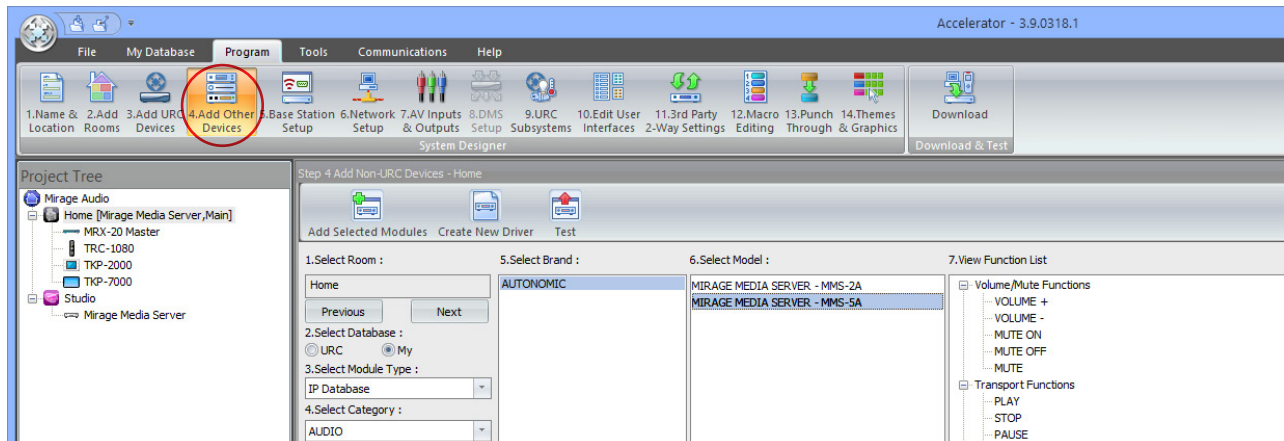 Accelerator - 3.9.0318.1
File My Database Program Tools Communications Help
1.Name & Location
2.Add Rooms
3.Add URC Devices
4.Add Other Devices
5.Base Station Setup
6.Network Setup
7.AV Inputs & Outputs
8.DMS Setup
9.URC Subsystems
10.Edit User Interfaces
11.3rd Party 2-Way Settings
12.Macro Editing
13.Punch Through
14.Themes & Graphics
Download
System Designer
Download & Test
Project Tree
Mirage Audio
Home [Mirage Media Server,Main]
MRX-20 Master
TRC-1080
TKP-2000
TKP-7000
Studio
Mirage Media Server
Step 4 Add Non-URC Devices - Home
Add Selected Modules
Create New Driver
Test
1.Select Room :
Home
Previous
Next
2.Select Database :
URC
My
3.Select Module Type :
IP Database
4.Select Category :
AUDIO
5.Select Brand :
AUTONOMIC
6.Select Model :
MIRAGE MEDIA SERVER - MMS-2A
MIRAGE MEDIA SERVER - MMS-5A
7.View Function List
Volume/Mute Functions
VOLUME +
VOLUME -
MUTE ON
MUTE OFF
MUTE
Transport Functions
PLAY
STOP
PAUSE